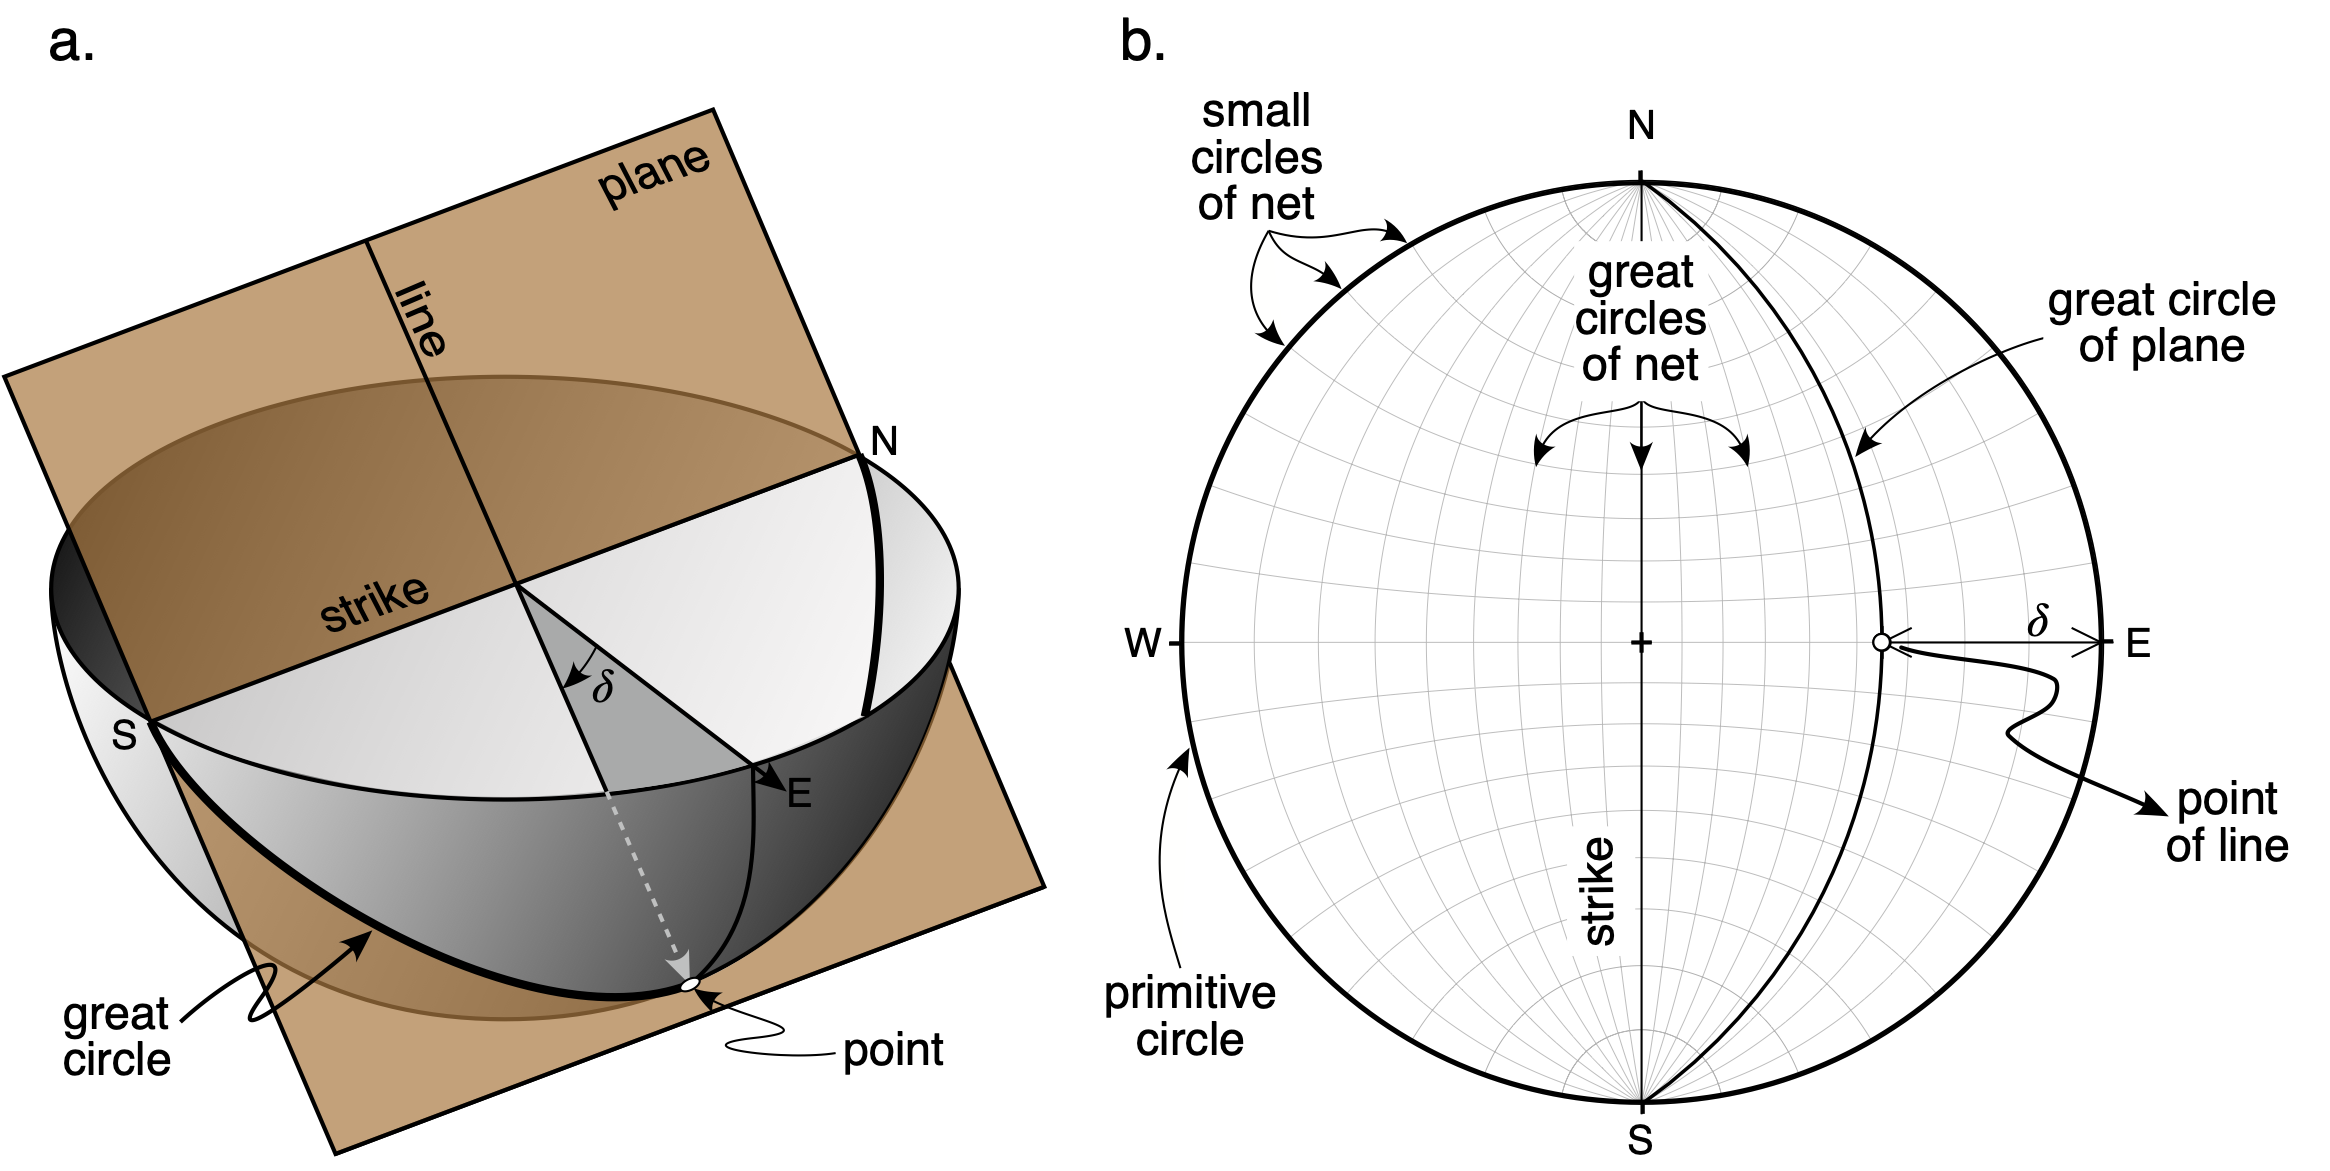 a.
plane
line
N
strike
S
δ
E
great
circle
point
b.
small
circles
of net
N
great
circles
of net
great circle
of plane
W
δ
E
point
of line
strike
primitive
circle
S